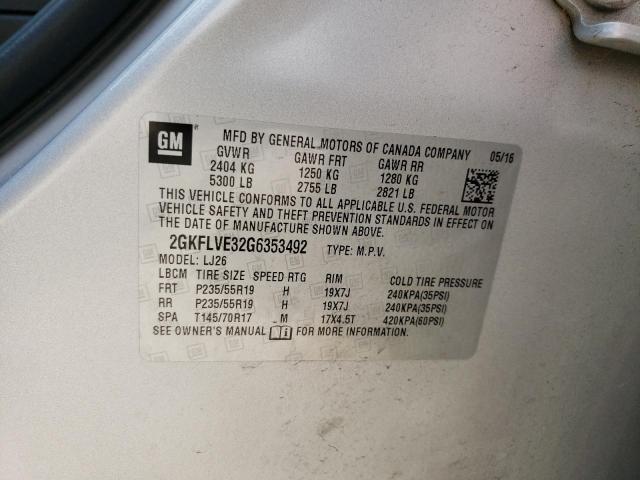 GM ®
MFD BY GENERAL MOTORS OF CANADA COMPANY 05/16
GVWR GAWR FRT GAWR RR
2404 KG 1250 KG 1280 KG
5300 LB 2755 LB 2821 LB
THIS VEHICLE CONFORMS TO ALL APPLICABLE U.S. FEDERAL MOTOR
VEHICLE SAFETY AND THEFT PREVENTION STANDARDS IN EFFECT ON
THE DATE OF MANUFACTURE SHOWN ABOVE.
2GKFLVE32G6353492 TYPE: M.P.V.
MODEL: LJ26
LBCM TIRE SIZE SPEED RTG RIM COLD TIRE PRESSURE
FRT P235/55R19 H 19X7J 240KPA(35PSI)
RR P235/55R19 H 19X7J 240KPA(35PSI)
SPA T145/70R17 M 17X4.5T 420KPA(60PSI)
SEE OWNER'S MANUAL FOR MORE INFORMATION